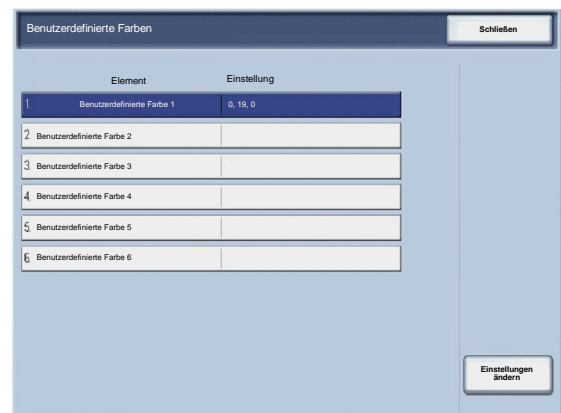 Benutzerdefinierte Farben
Schließen
Element Einstellung
1. Benutzerdefinierte Farbe 1 0, 19, 0
2. Benutzerdefinierte Farbe 2
3. Benutzerdefinierte Farbe 3
4. Benutzerdefinierte Farbe 4
5. Benutzerdefinierte Farbe 5
6. Benutzerdefinierte Farbe 6
Einstellungen
ändern